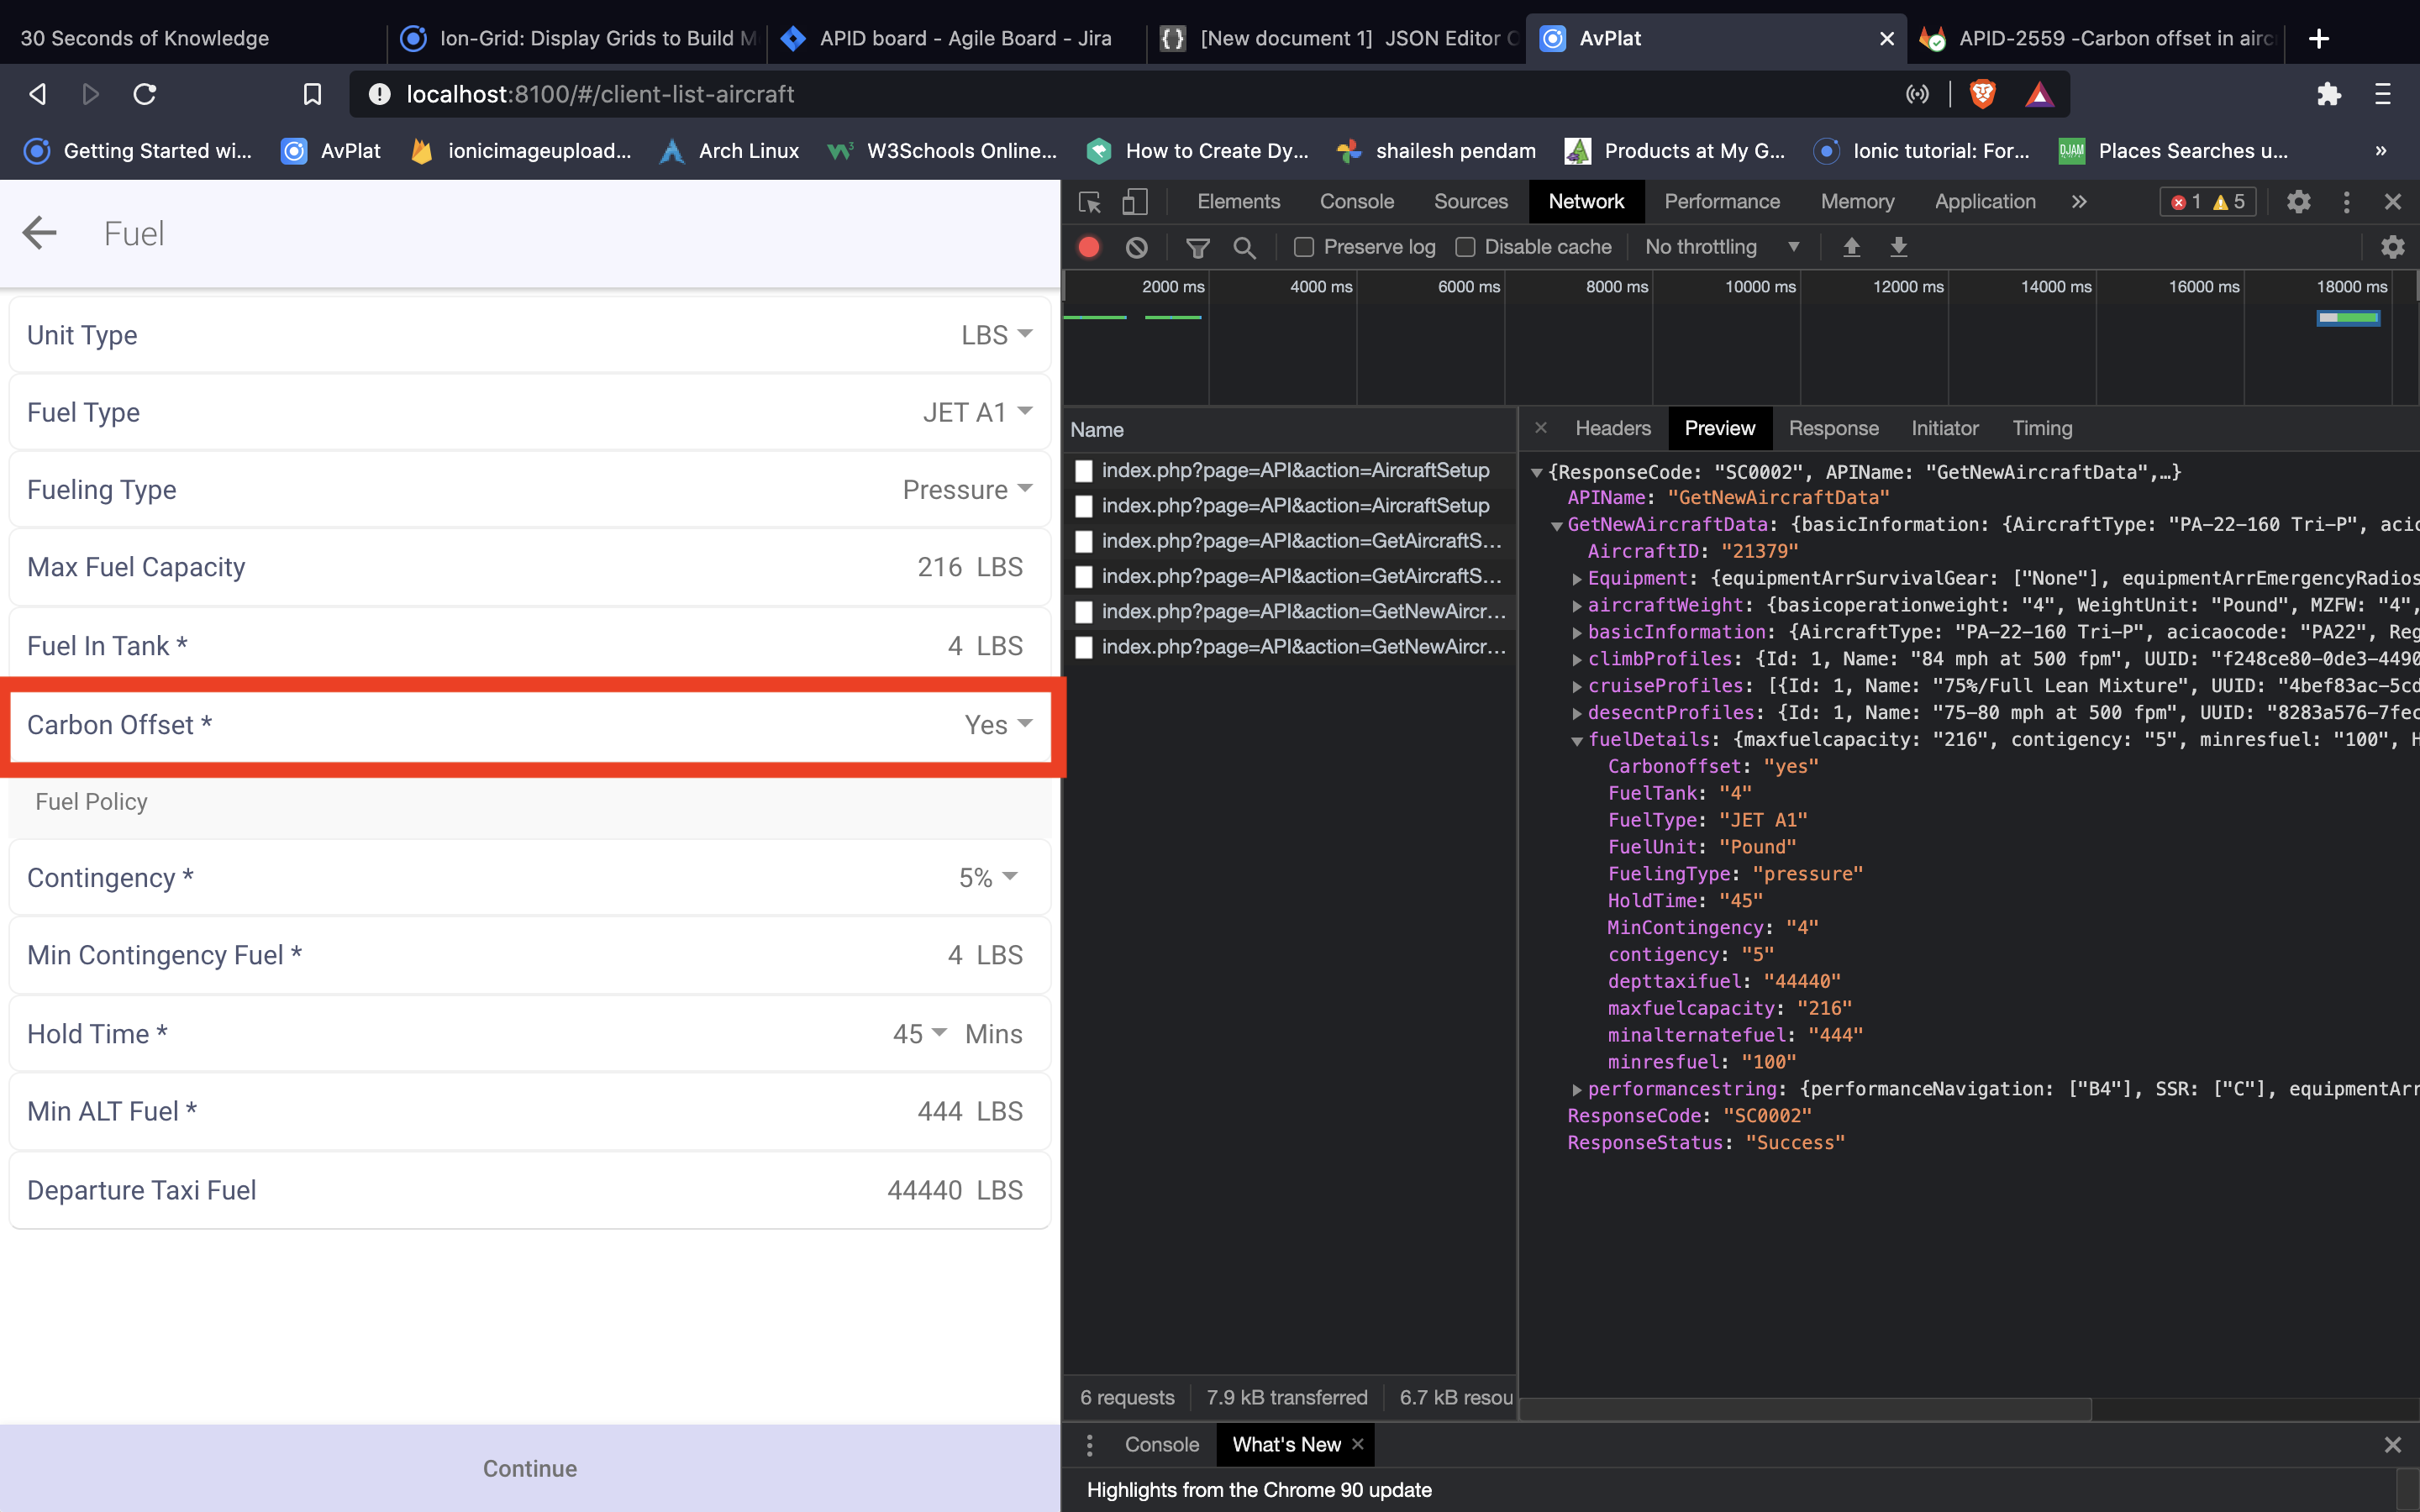 30 Seconds of Knowledge
Ion-Grid: Display Grids to Build M
APID board - Agile Board - Jira
[New document 1] JSON Editor O
AvPlat
APID-2559 -Carbon offset in airc
localhost:8100/#/client-list-aircraft
Getting Started wi...
AvPlat
ionicimageupload...
Arch Linux
W3Schools Online...
How to Create Dy...
shailesh pendam
Products at My G...
Ionic tutorial: For...
Places Searches u...
»
Fuel
Unit Type LBS
Fuel Type JET A1
Fueling Type Pressure
Max Fuel Capacity 216 LBS
Fuel In Tank * 4 LBS
Carbon Offset * Yes
Fuel Policy
Contingency * 5%
Min Contingency Fuel * 4 LBS
Hold Time * 45 Mins
Min ALT Fuel * 444 LBS
Departure Taxi Fuel 44440 LBS
Continue
Elements Console Sources Network Performance Memory Application » 1 5
Preserve log Disable cache No throttling
2000 ms 4000 ms 6000 ms 8000 ms 10000 ms 12000 ms 14000 ms 16000 ms 18000 ms
Name
index.php?page=API&action=AircraftSetup
index.php?page=API&action=AircraftSetup
index.php?page=API&action=GetAircraftS...
index.php?page=API&action=GetAircraftS...
index.php?page=API&action=GetNewAircr...
index.php?page=API&action=GetNewAircr...
6 requests 7.9 kB transferred 6.7 kB resou
Headers Preview Response Initiator Timing
{ResponseCode: "SC0002", APIName: "GetNewAircraftData",…}
APIName: "GetNewAircraftData"
GetNewAircraftData: {basicInformation: {AircraftType: "PA-22-160 Tri-P", acic
AircraftID: "21379"
Equipment: {equipmentArrSurvivalGear: ["None"], equipmentArrEmergencyRadios
aircraftWeight: {basicoperationweight: "4", WeightUnit: "Pound", MZFW: "4",
basicInformation: {AircraftType: "PA-22-160 Tri-P", acicaocode: "PA22", Reg
climbProfiles: {Id: 1, Name: "84 mph at 500 fpm", UUID: "f248ce80-0de3-4490
cruiseProfiles: [{Id: 1, Name: "75%/Full Lean Mixture", UUID: "4bef83ac-5cd
desecntProfiles: {Id: 1, Name: "75-80 mph at 500 fpm", UUID: "8283a576-7fec
fuelDetails: {maxfuelcapacity: "216", contigency: "5", minresfuel: "100", H
Carbonoffset: "yes"
FuelTank: "4"
FuelType: "JET A1"
FuelUnit: "Pound"
FuelingType: "pressure"
HoldTime: "45"
MinContingency: "4"
contigency: "5"
depttaxifuel: "44440"
maxfuelcapacity: "216"
minalternatefuel: "444"
minresfuel: "100"
performancestring: {performanceNavigation: ["B4"], SSR: ["C"], equipmentArr
ResponseCode: "SC0002"
ResponseStatus: "Success"
Console What's New
Highlights from the Chrome 90 update